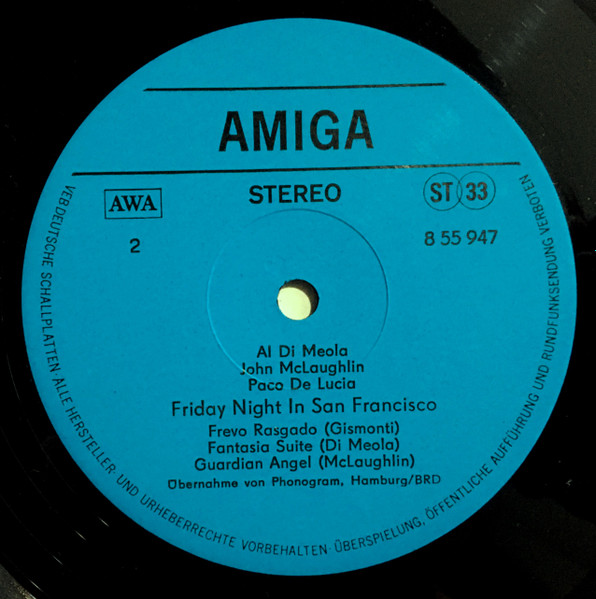 AMIGA
AWA
STEREO
ST 33
2
8 55 947
Al Di Meola
John McLaughlin
Paco De Lucia
Friday Night In San Francisco
Frevo Rasgado (Gismonti)
Fantasia Suite (Di Meola)
Guardian Angel (McLaughlin)
Übernahme von Phonogram, Hamburg/BRD
VEB DEUTSCHE SCHALLPLATTEN · ALLE HERSTELLER- UND URHEBERRECHTE VORBEHALTEN · ÜBERSPIELUNG, ÖFFENTLICHE AUFFÜHRUNG UND RUNDFUNKSENDUNG VERBOTEN